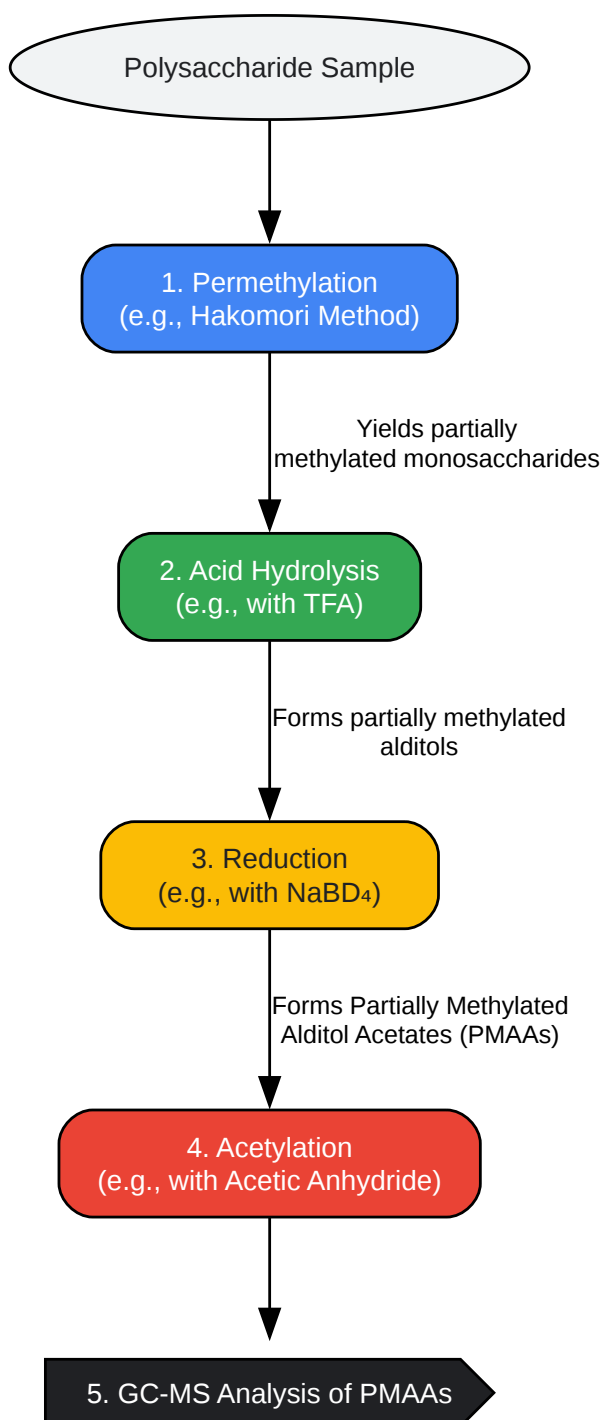 Polysaccharide Sample
1. Permethylation
(e.g., Hakomori Method)
Yields partially
methylated monosaccharides
2. Acid Hydrolysis
(e.g., with TFA)
Forms partially methylated
alditols
3. Reduction
(e.g., with NaBD₄)
Forms Partially Methylated
Alditol Acetates (PMAAs)
4. Acetylation
(e.g., with Acetic Anhydride)
5. GC-MS Analysis of PMAAs